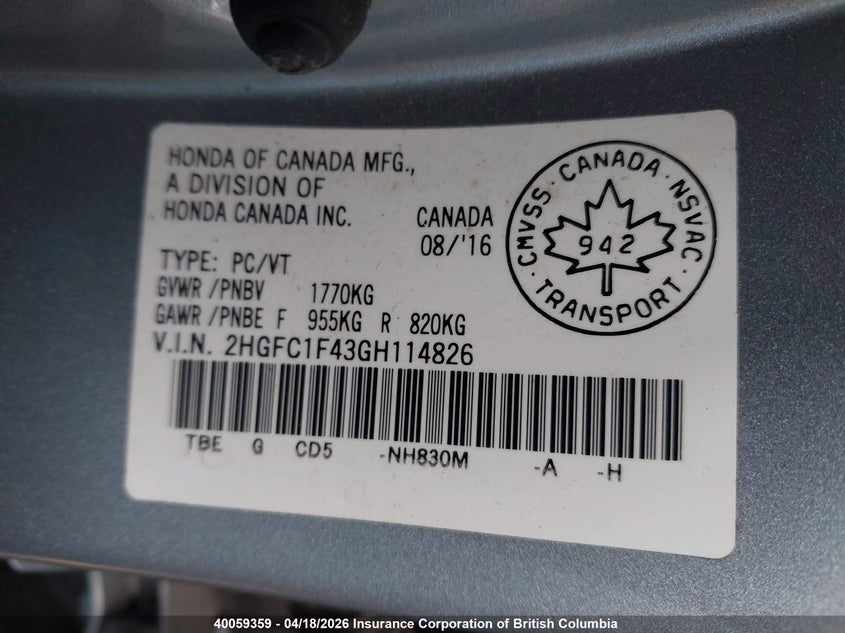 HONDA OF CANADA MFG.,
A DIVISION OF
HONDA CANADA INC. CANADA
08/'16
TYPE: PC/VT
GVWR/PNBV 1770KG
GAWR/PNBE F 955KG R 820KG
V.I.N. 2HGFC1F43GH114826
TBE G CD5 -NH830M -A -H
CMVSS · CANADA · NSVAC
942
TRANSPORT
40059359 - 04/18/2026 Insurance Corporation of British Columbia